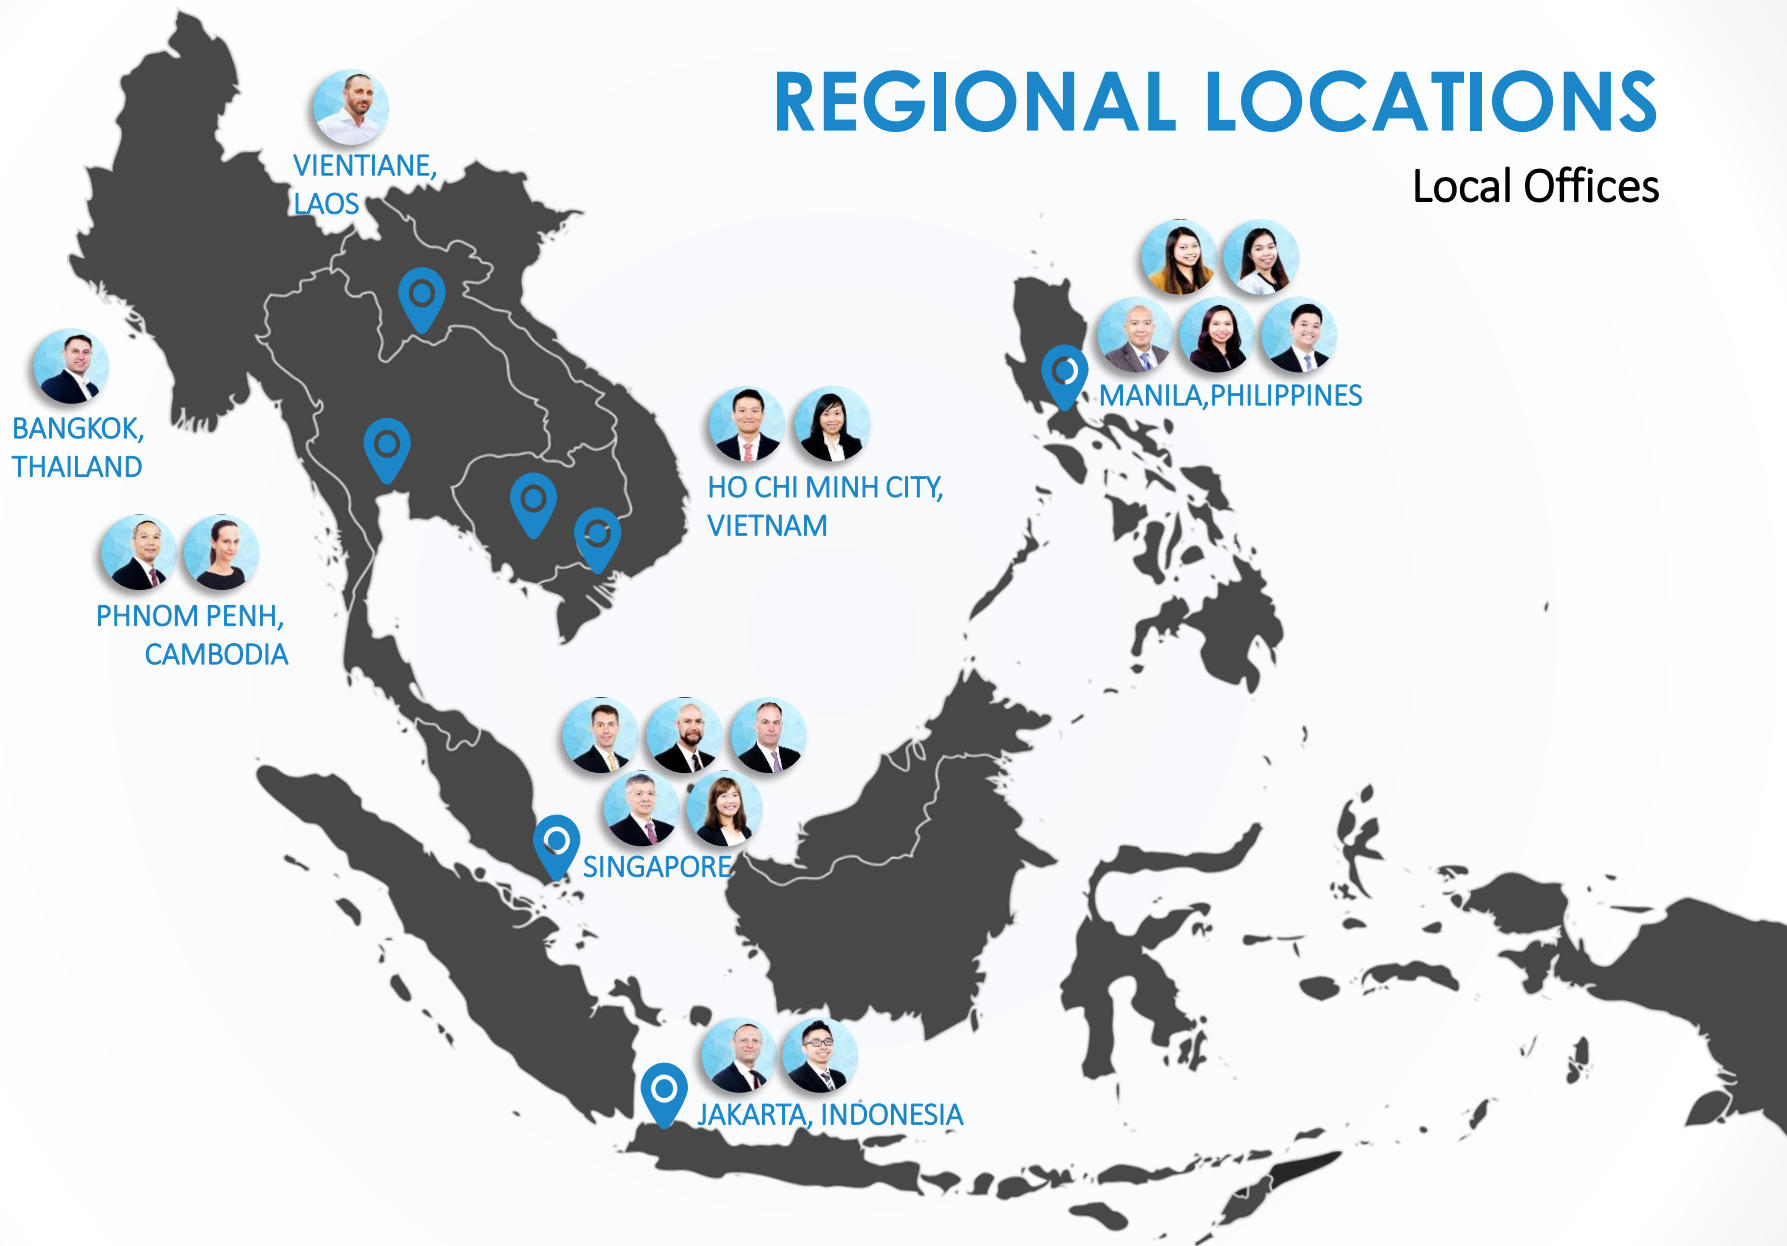 REGIONAL LOCATIONS
Local Offices
VIENTIANE,
LAOS
BANGKOK,
THAILAND
MANILA,PHILIPPINES
HO CHI MINH CITY,
VIETNAM
PHNOM PENH,
CAMBODIA
SINGAPORE
JAKARTA, INDONESIA